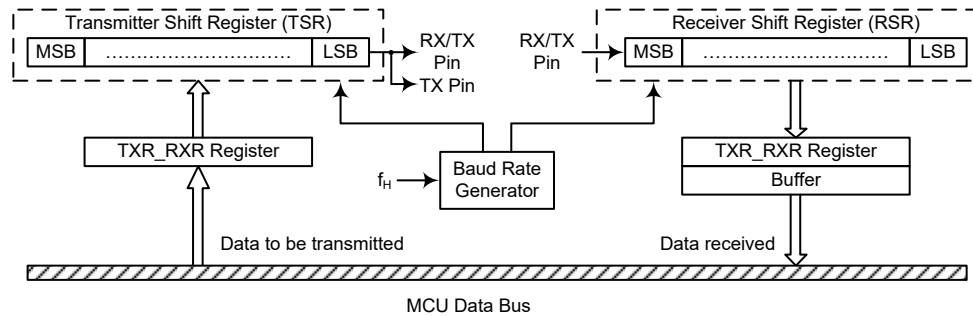 Transmitter Shift Register (TSR)
MSB
...........................
LSB
RX/TX
Pin
TX Pin
RX/TX
Pin
Receiver Shift Register (RSR)
MSB
...........................
LSB
TXR_RXR Register
fH
Baud Rate
Generator
TXR_RXR Register
Buffer
Data to be transmitted
Data received
MCU Data Bus